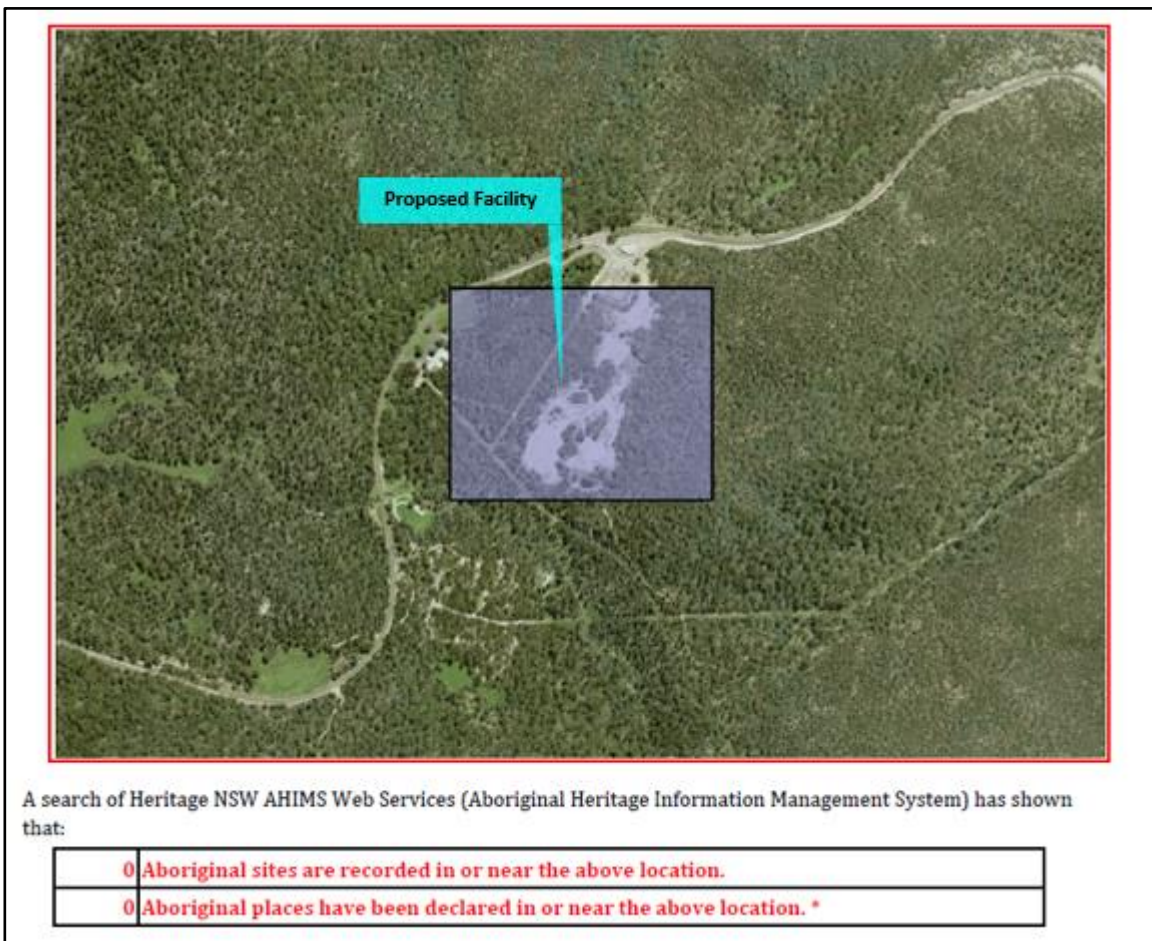 Proposed Facility
A search of Heritage NSW AHIMS Web Services (Aboriginal Heritage Information Management System) has shown
that:
0 Aboriginal sites are recorded in or near the above location.
0 Aboriginal places have been declared in or near the above location. *